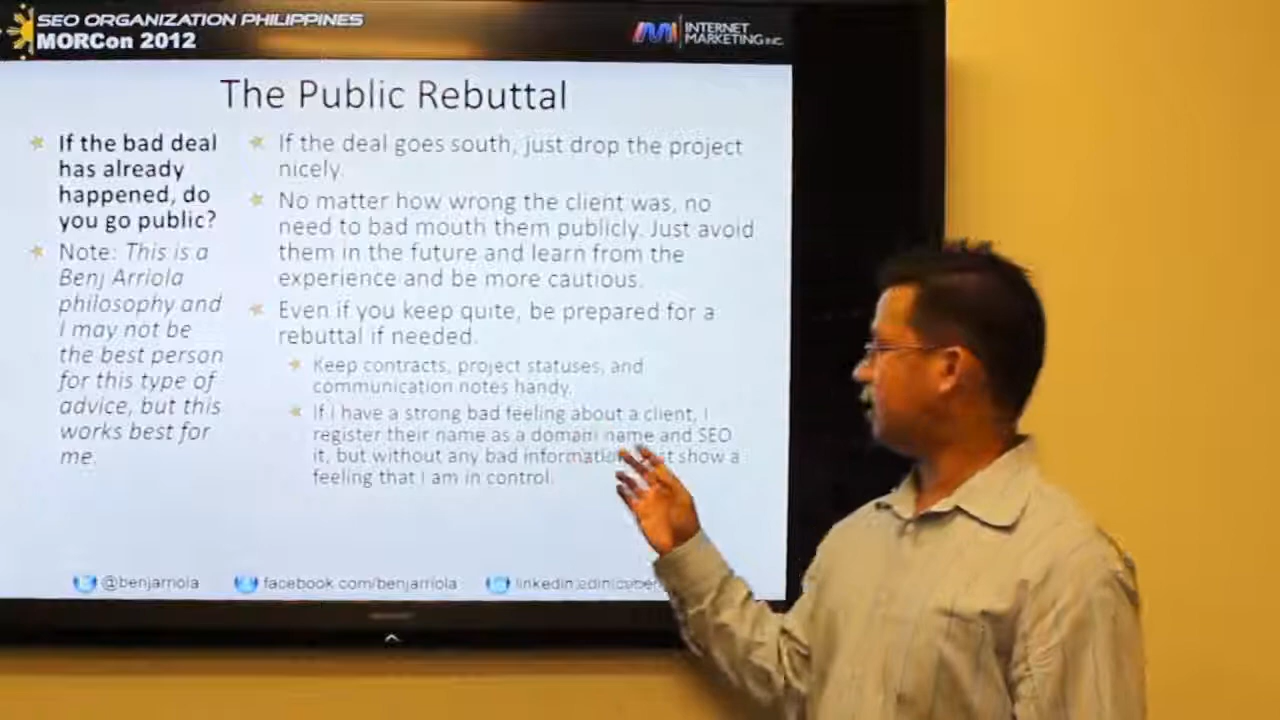 SEO ORGANIZATION PHILIPPINES
MORCon 2012
INTERNET
MARKETING INC.
The Public Rebuttal
If the bad deal
has already
happened, do
you go public?
Note: This is a
Benj Arriola
philosophy and
I may not be
the best person
for this type of
advice, but this
works best for
me.
If the deal goes south, just drop the project
nicely.
No matter how wrong the client was, no
need to bad mouth them publicly. Just avoid
them in the future and learn from the
experience and be more cautious.
Even if you keep quite, be prepared for a
rebuttal if needed.
Keep contracts, project statuses, and
communication notes handy.
If I have a strong bad feeling about a client, I
register their name as a domain name and SEO
it, but without any bad information show a
feeling that I am in control.
@benjarriola
facebook.com/benjarriola